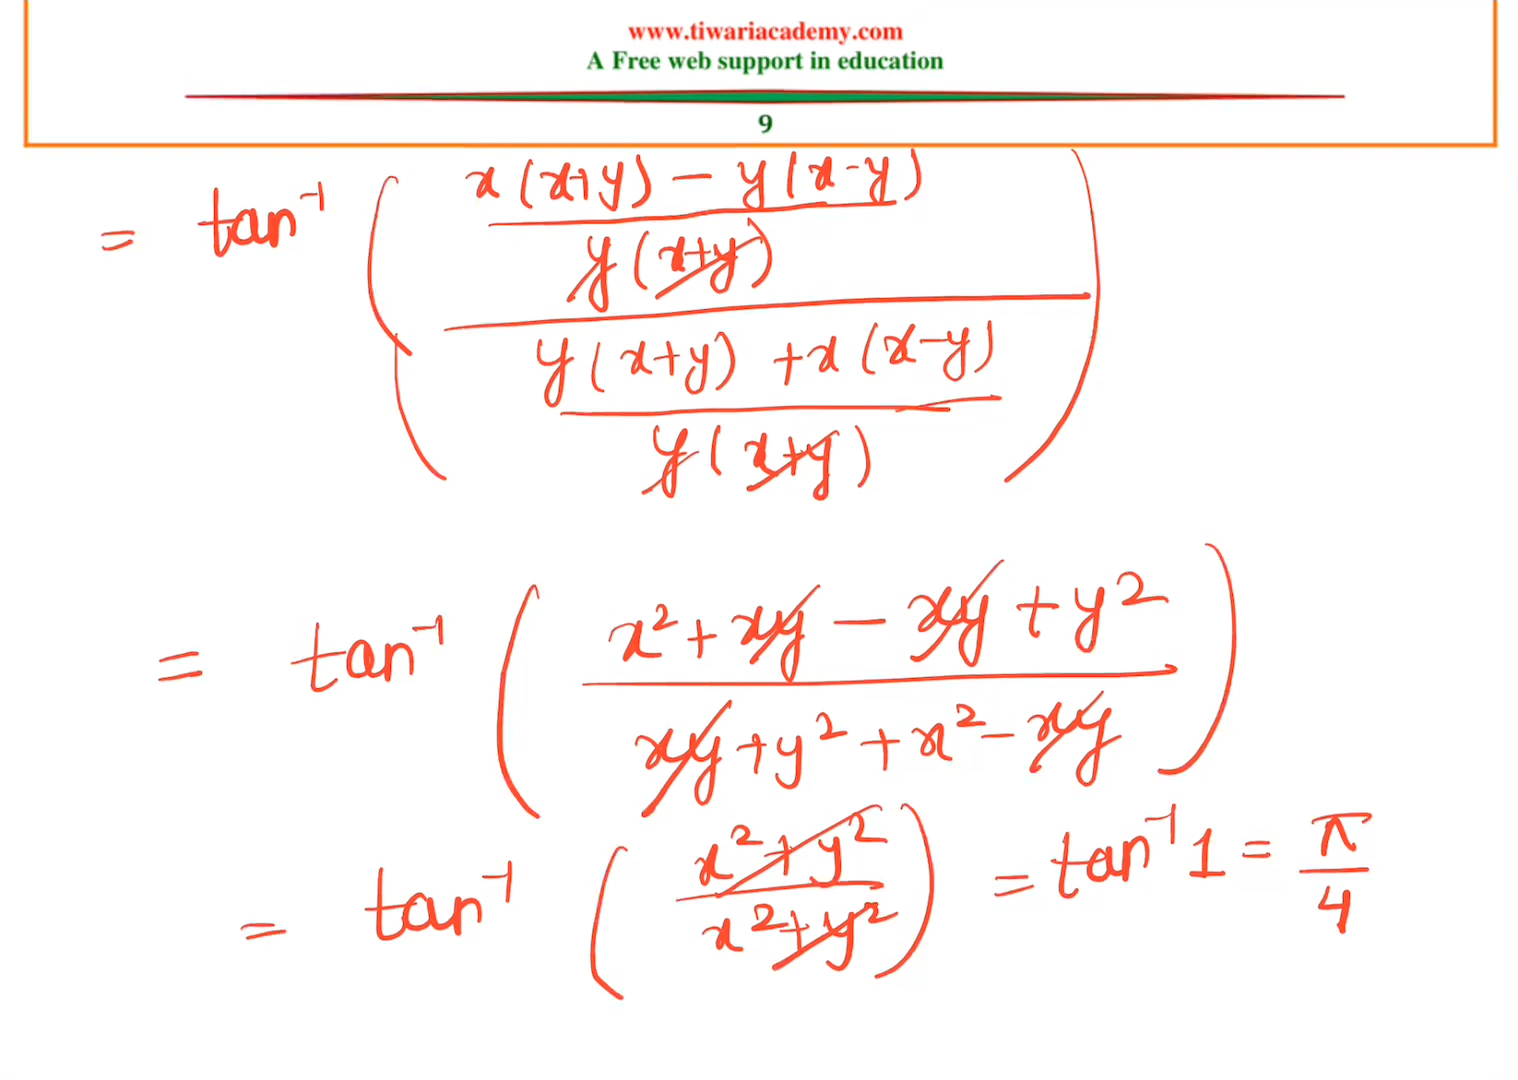 www.tiwariacademy.com
A Free web support in education
9
= tan⁻¹ ( (x(x+y) − y(x-y)) / (y(x+y)) / (y(x+y) + x(x−y)) / (y(x+y)) )
= tan⁻¹ ( (x² + xy − xy + y²) / (xy + y² + x² − xy) )
= tan⁻¹ ( (x² + y²) / (x² + y²) ) = tan⁻¹ 1 = π/4